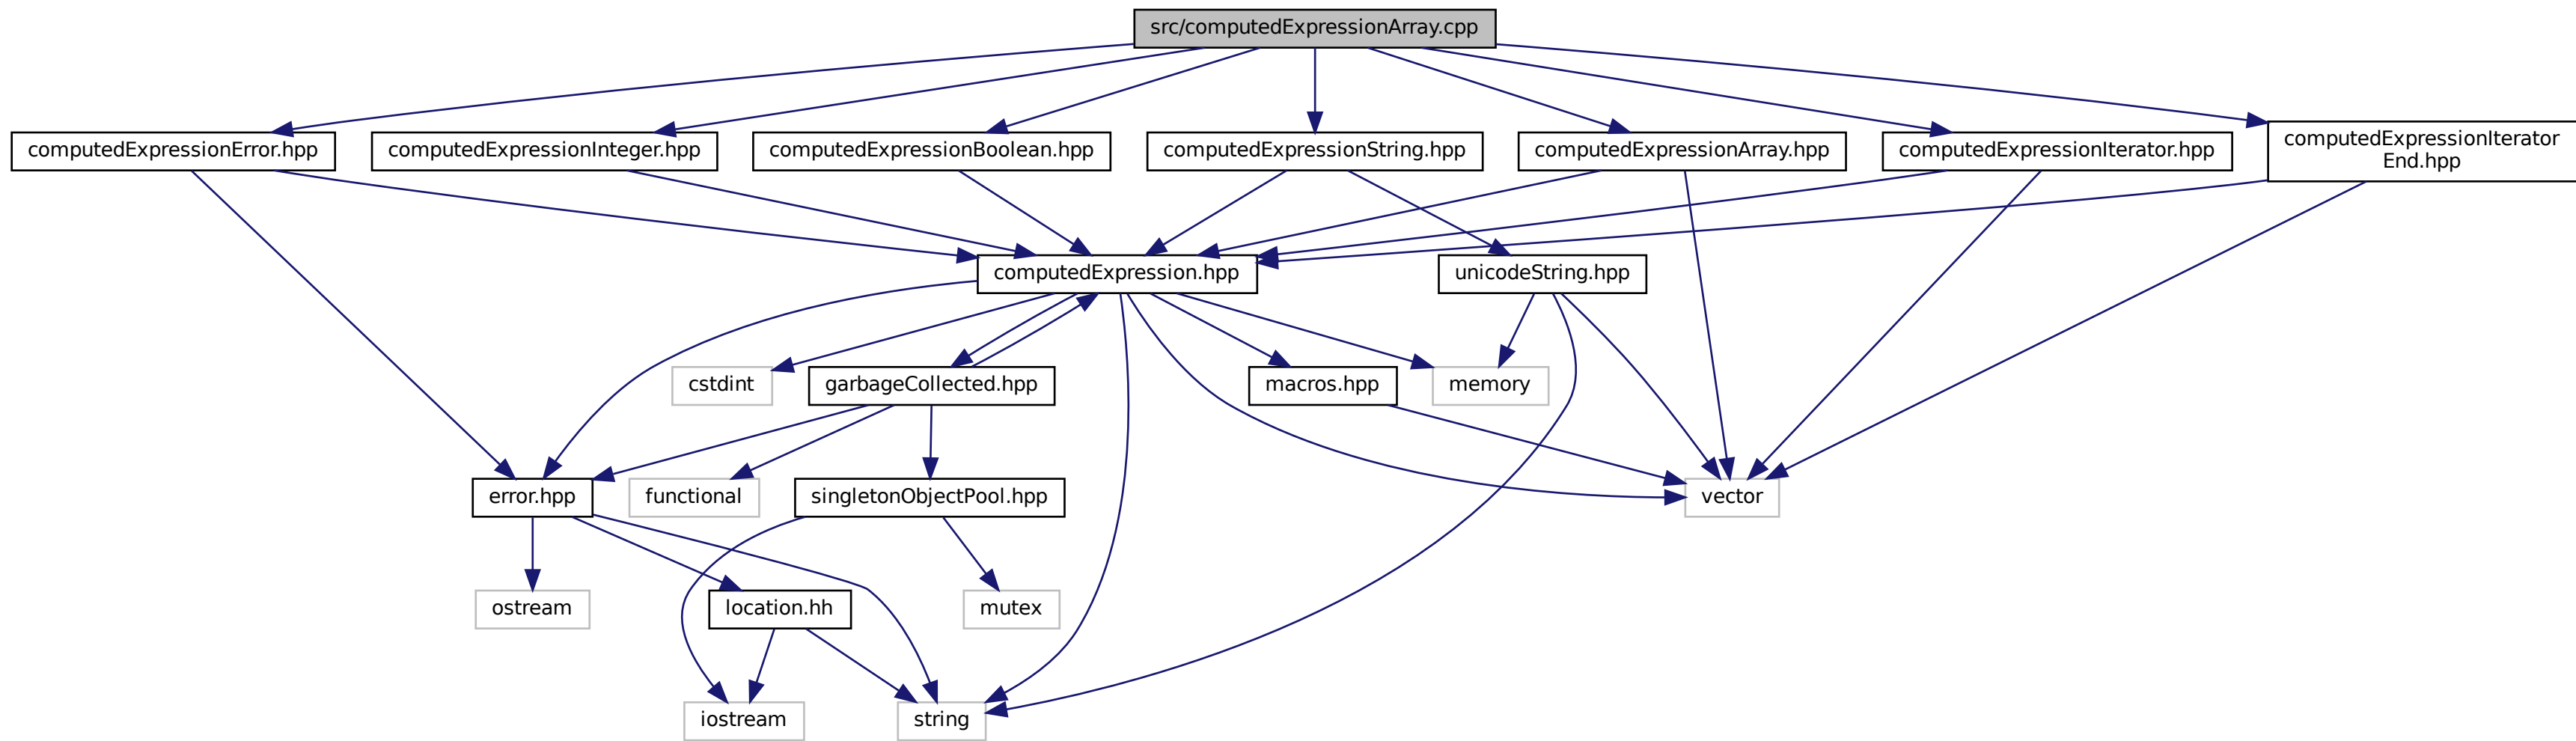 src/computedExpressionArray.cpp
computedExpressionError.hpp
computedExpressionInteger.hpp
computedExpressionBoolean.hpp
computedExpressionString.hpp
computedExpressionArray.hpp
computedExpressionIterator.hpp
computedExpressionIterator
End.hpp
computedExpression.hpp
unicodeString.hpp
cstdint
garbageCollected.hpp
macros.hpp
memory
error.hpp
functional
singletonObjectPool.hpp
vector
ostream
location.hh
mutex
iostream
string